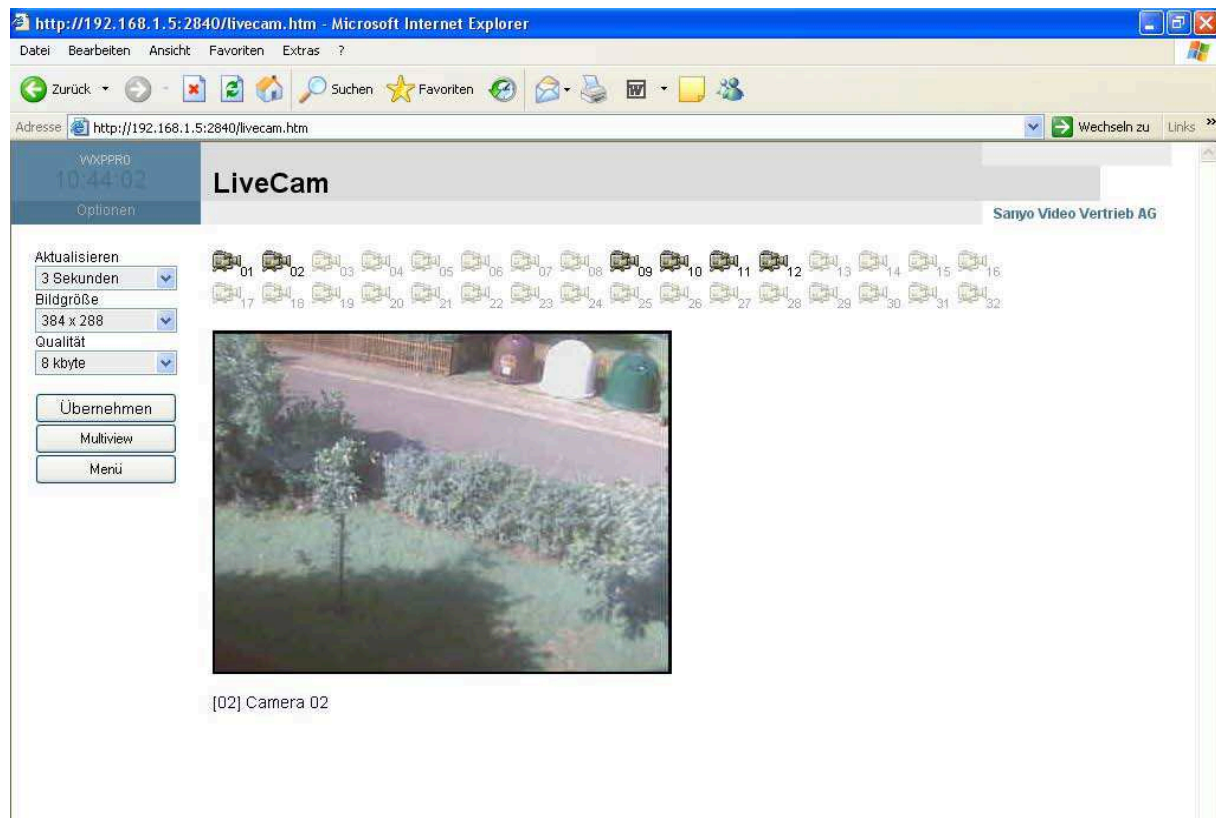 http://192.168.1.5:2840/livecam.htm - Microsoft Internet Explorer
Datei Bearbeiten Ansicht Favoriten Extras ?
Zurück Suchen Favoriten
Adresse http://192.168.1.5:2840/livecam.htm Wechseln zu Links »
WXPPRO
10:44:02
Optionen
LiveCam
Sanyo Video Vertrieb AG
Aktualisieren
3 Sekunden
Bildgröße
384 x 288
Qualität
8 kbyte
Übernehmen
Multiview
Menü
01 02 03 04 05 06 07 08 09 10 11 12 13 14 15 16
17 18 19 20 21 22 23 24 25 26 27 28 29 30 31 32
[02] Camera 02